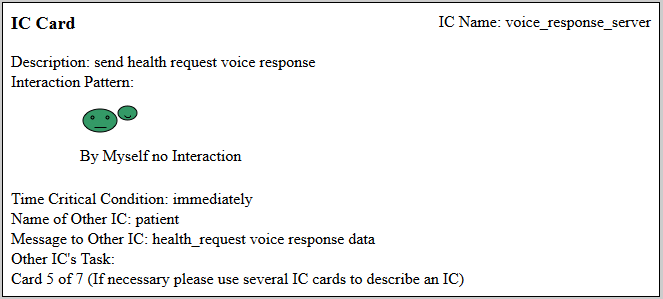 IC Card
IC Name: voice_response_server
Description: send health request voice response
Interaction Pattern:
By Myself no Interaction
Time Critical Condition: immediately
Name of Other IC: patient
Message to Other IC: health_request voice response data
Other IC's Task:
Card 5 of 7 (If necessary please use several IC cards to describe an IC)